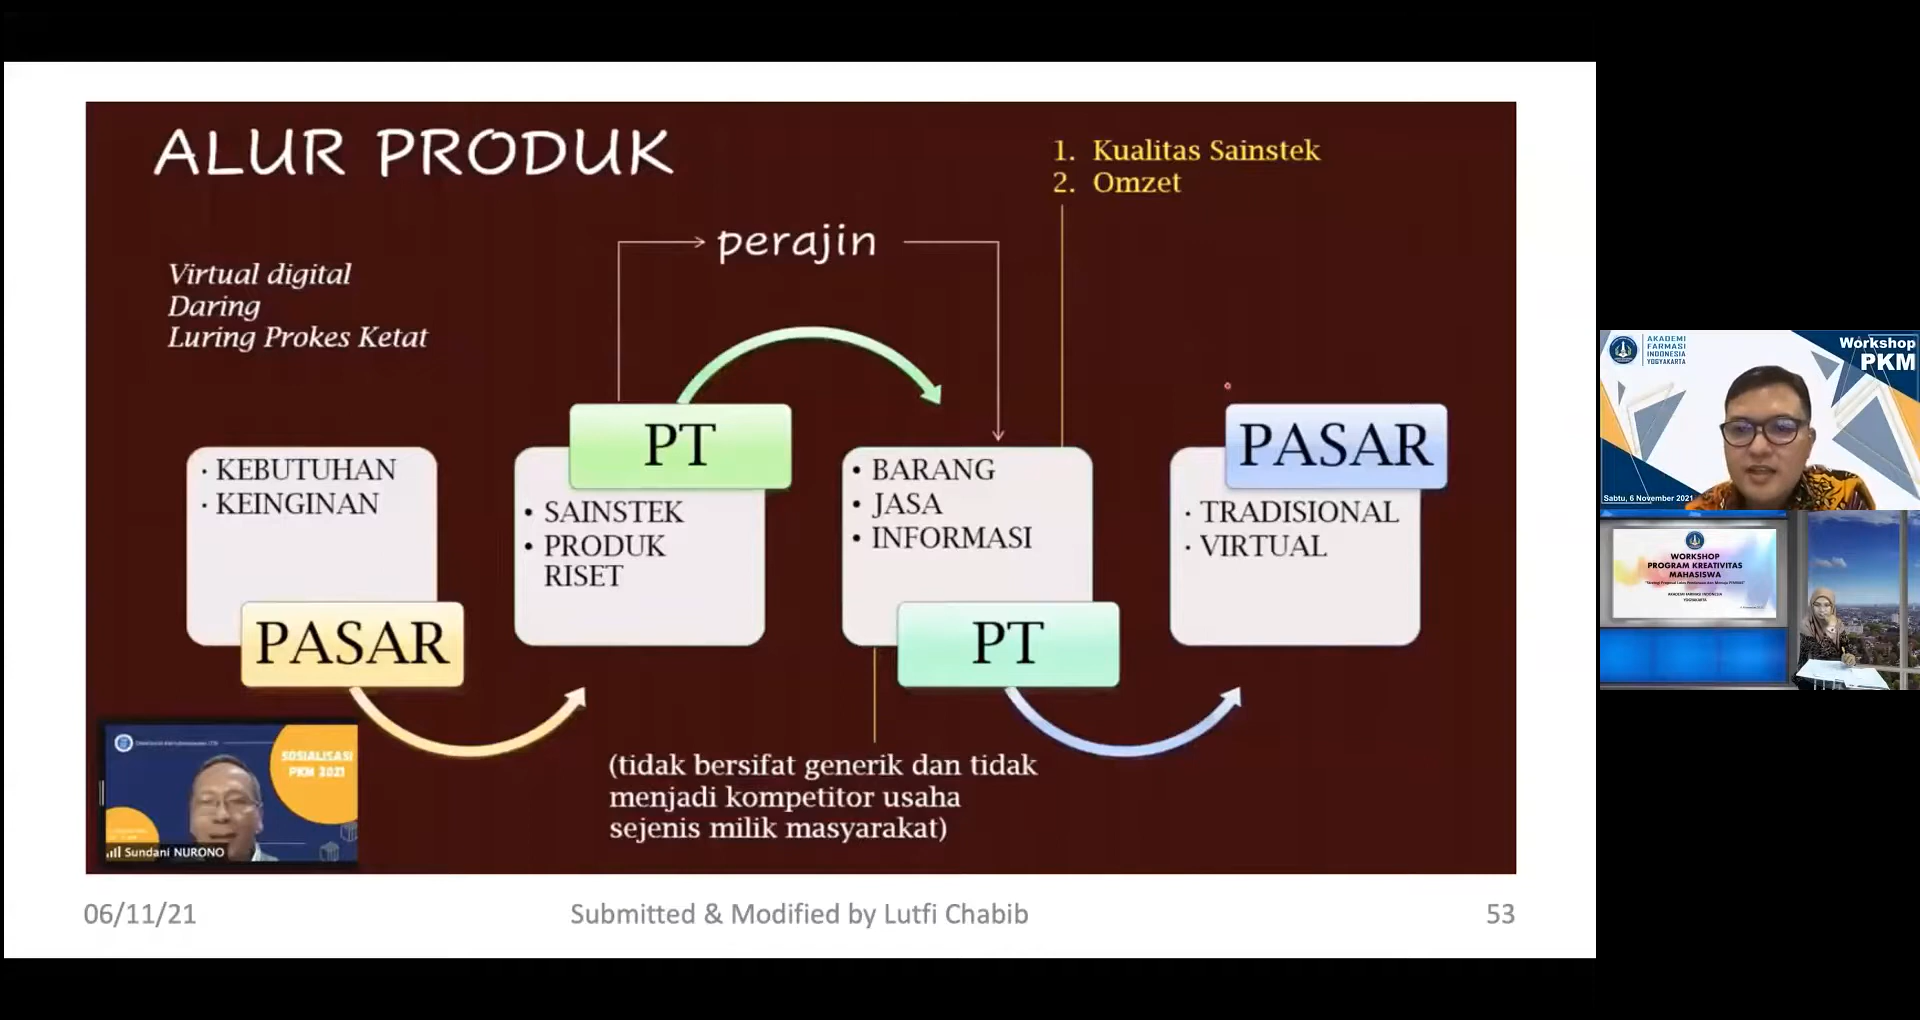 ALUR PRODUK
1. Kualitas Sainstek
2. Omzet
perajin
Virtual digital
Daring
Luring Prokes Ketat
PT
PASAR
· KEBUTUHAN
· KEINGINAN
• SAINSTEK
• PRODUK
RISET
• BARANG
• JASA
• INFORMASI
· TRADISIONAL
· VIRTUAL
PASAR
PT
(tidak bersifat generik dan tidak
menjadi kompetitor usaha
sejenis milik masyarakat)
SOSIALISASI
PKM 2021
Sundani NURONO
06/11/21
Submitted & Modified by Lutfi Chabib
53
AKADEMI
FARMASI
INDONESIA
YOGYAKARTA
Workshop
PKM
Sabtu, 6 November 2021
WORKSHOP
PROGRAM KREATIVITAS
MAHASISWA
AKADEMI FARMASI INDONESIA
YOGYAKARTA